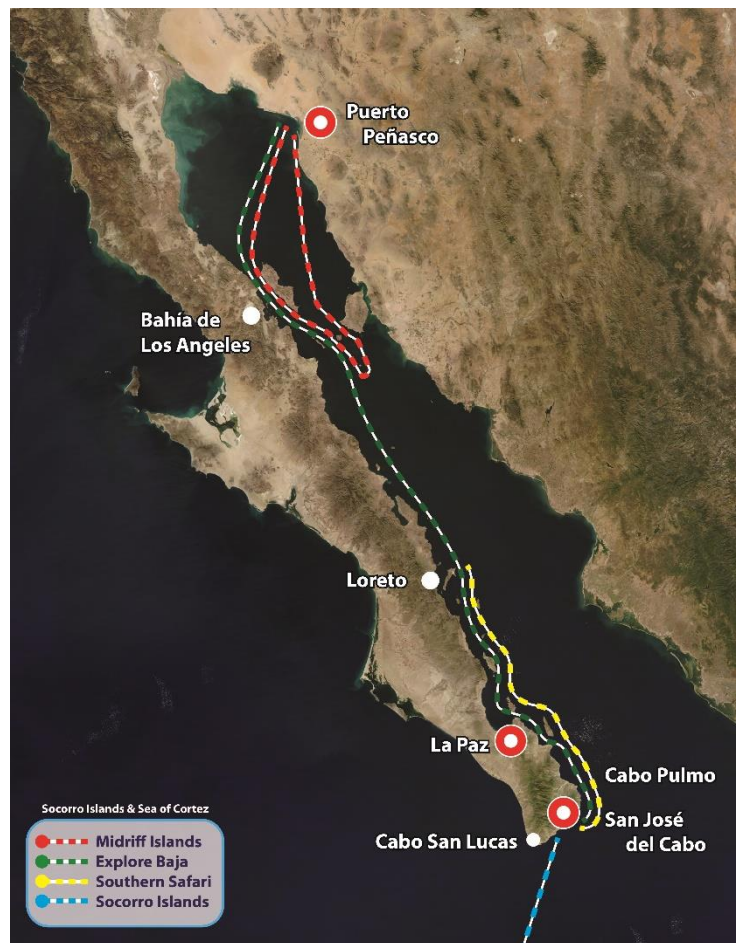 Puerto
Peñasco
Bahía de
Los Angeles
Loreto
La Paz
Cabo Pulmo
San José
del Cabo
Cabo San Lucas
Socorro Islands & Sea of Cortez
Midriff Islands
Explore Baja
Southern Safari
Socorro Islands